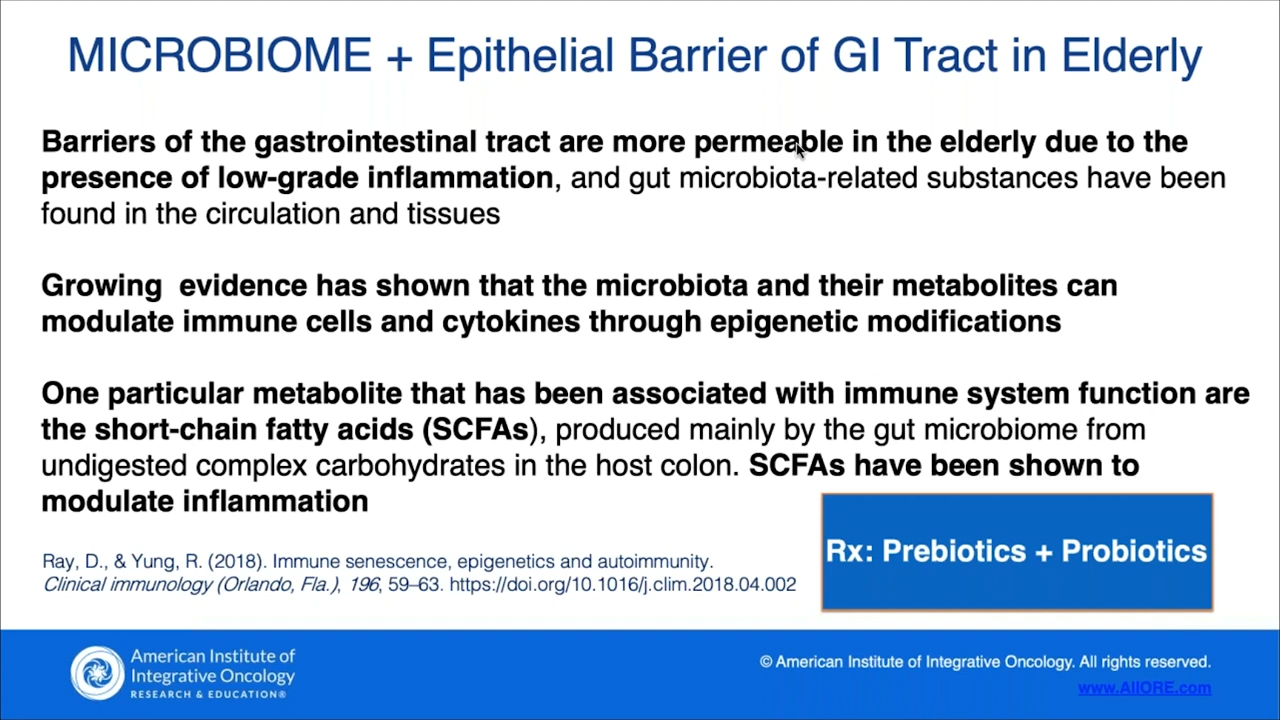 MICROBIOME + Epithelial Barrier of GI Tract in Elderly
Barriers of the gastrointestinal tract are more permeable in the elderly due to the
presence of low-grade inflammation, and gut microbiota-related substances have been
found in the circulation and tissues
Growing  evidence has shown that the microbiota and their metabolites can
modulate immune cells and cytokines through epigenetic modifications
One particular metabolite that has been associated with immune system function are
the short-chain fatty acids (SCFAs), produced mainly by the gut microbiome from
undigested complex carbohydrates in the host colon. SCFAs have been shown to
modulate inflammation
Rx: Prebiotics + Probiotics
Ray, D., & Yung, R. (2018). Immune senescence, epigenetics and autoimmunity.
Clinical immunology (Orlando, Fla.), 196, 59–63. https://doi.org/10.1016/j.clim.2018.04.002
American Institute of
Integrative Oncology
RESEARCH & EDUCATION®
© American Institute of Integrative Oncology. All rights reserved.
www.AIIORE.com